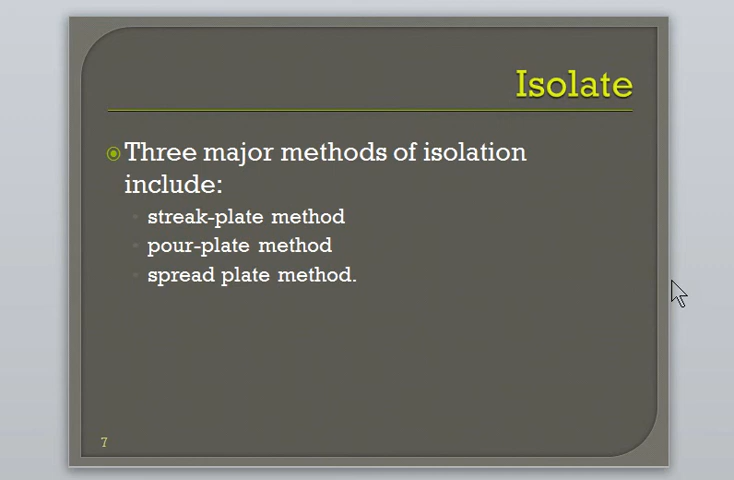 Isolate
Three major methods of isolation
include:
streak-plate method
pour-plate method
spread plate method.
7